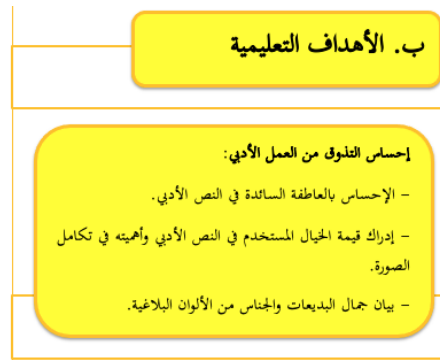 ب. الأهداف التعليمية
إحساس التذوق من العمل الأدبي:
- الإحساس بالعاطفة السائدة في النص الأدبي.
- إدراك قيمة الخيال المستخدم في النص الأدبي وأهميته في تكامل
الصورة.
- بيان جمال البديعات والجناس من الألوان البلاغية.